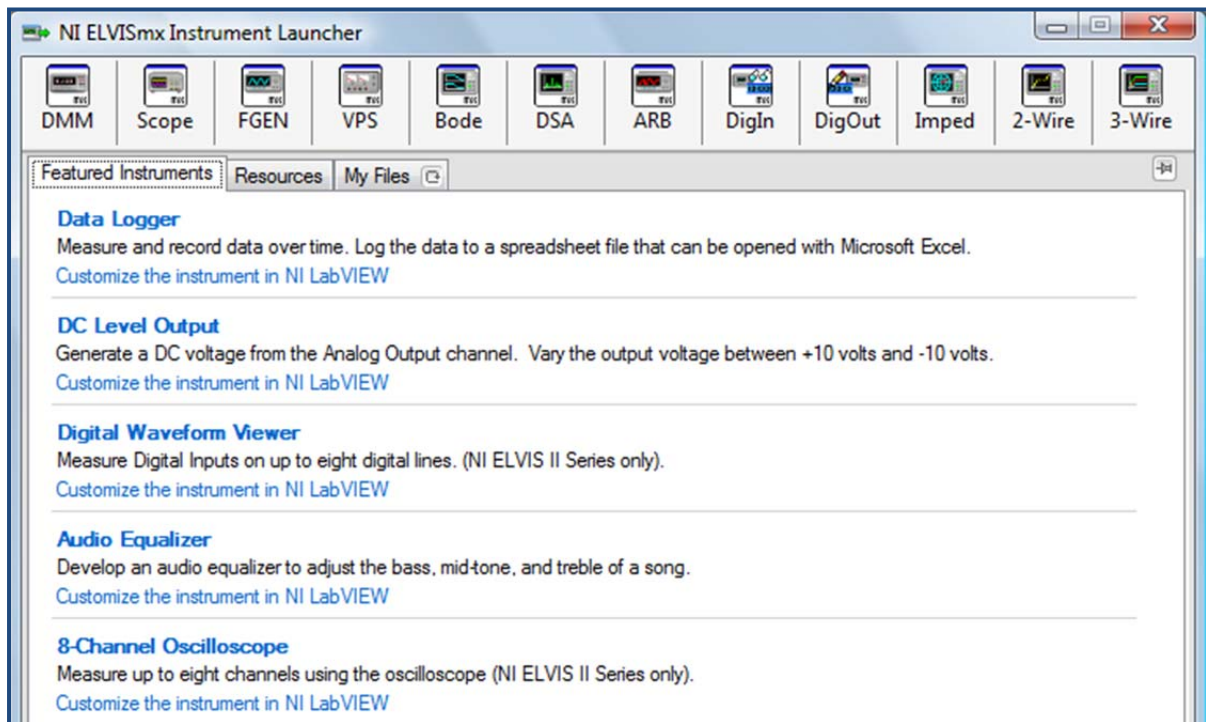 NI ELVISmx Instrument Launcher
DMM Scope FGEN VPS Bode DSA ARB DigIn DigOut Imped 2-Wire 3-Wire
Featured Instruments Resources My Files
Data Logger
Measure and record data over time. Log the data to a spreadsheet file that can be opened with Microsoft Excel.
Customize the instrument in NI LabVIEW
DC Level Output
Generate a DC voltage from the Analog Output channel. Vary the output voltage between +10 volts and -10 volts.
Customize the instrument in NI LabVIEW
Digital Waveform Viewer
Measure Digital Inputs on up to eight digital lines. (NI ELVIS II Series only).
Customize the instrument in NI LabVIEW
Audio Equalizer
Develop an audio equalizer to adjust the bass, mid-tone, and treble of a song.
Customize the instrument in NI LabVIEW
8-Channel Oscilloscope
Measure up to eight channels using the oscilloscope (NI ELVIS II Series only).
Customize the instrument in NI LabVIEW